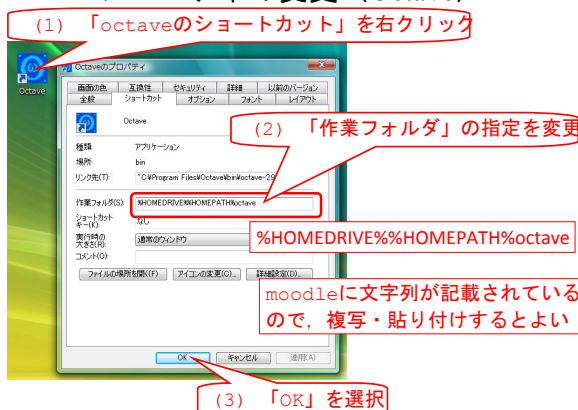 (1) 「octaveのショートカット」を右クリック
Octave
Octaveのプロパティ
画面の色 互換性 セキュリティ 詳細 以前のバージョン
全般 ショートカット オプション フォント レイアウト
Octave
(2) 「作業フォルダ」の指定を変更
種類: アプリケーション
場所: bin
リンク先(T): "C:¥Program Files¥Octave¥bin¥octave-29
作業フォルダ(S): %HOMEDRIVE%%HOMEPATH%octave
ショートカット
キー(K): なし
実行時の
大きさ(R): 通常のウィンドウ
%HOMEDRIVE%%HOMEPATH%octave
コメント(O):
ファイルの場所を開く(F) アイコンの変更(C)... 詳細設定(D)...
moodleに文字列が記載されている
ので，複写・貼り付けするとよい
OK キャンセル 適用(A)
(3) 「OK」を選択